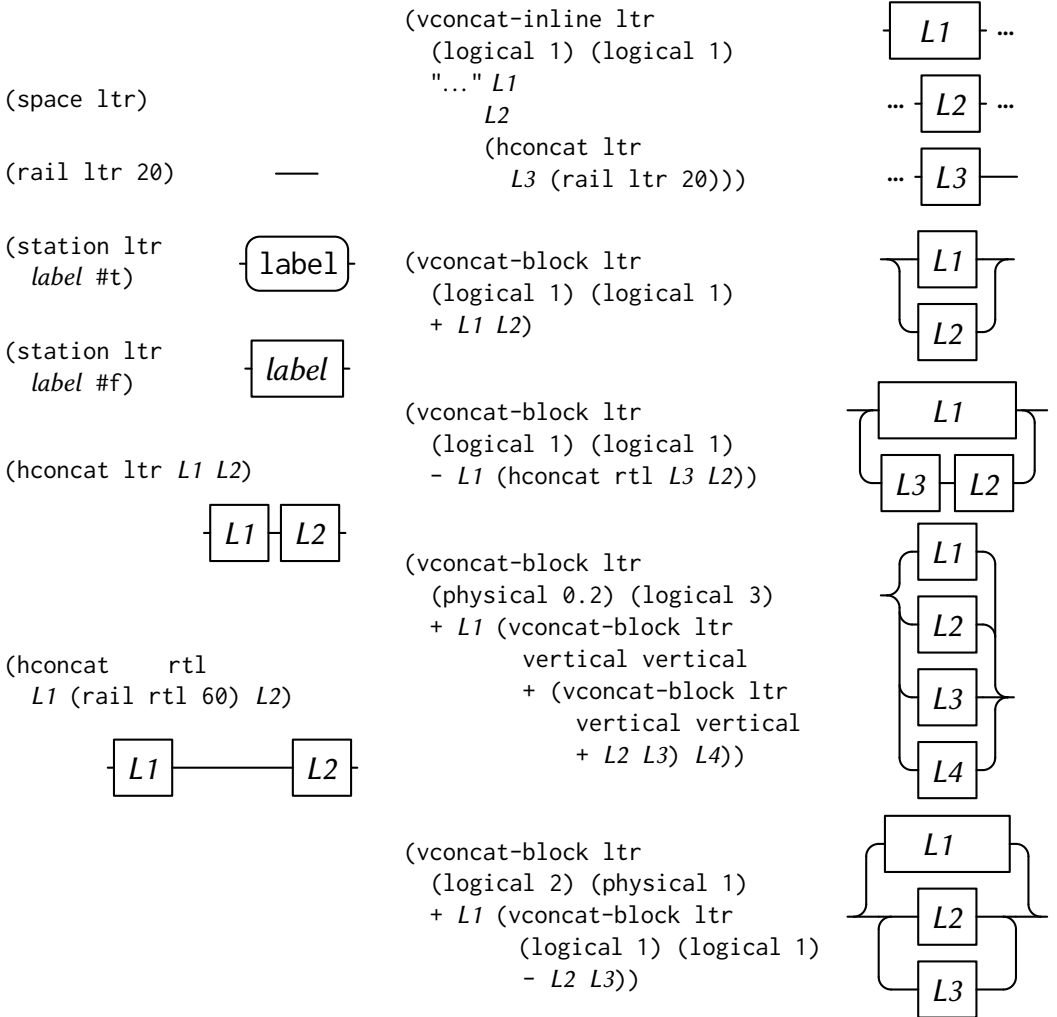 (space ltr)
(rail ltr 20)
(station ltr
label #t)
label
(station ltr
label #f)
label
(hconcat ltr L1 L2)
L1 L2
(hconcat rtl
L1 (rail rtl 60) L2)
L1 L2
(vconcat-inline ltr
(logical 1) (logical 1)
"..." L1
L2
(hconcat ltr
L3 (rail ltr 20)))
L1 ...
... L2 ...
... L3
(vconcat-block ltr
(logical 1) (logical 1)
+ L1 L2)
L1
L2
(vconcat-block ltr
(logical 1) (logical 1)
- L1 (hconcat rtl L3 L2))
L1
L3 L2
(vconcat-block ltr
(physical 0.2) (logical 3)
+ L1 (vconcat-block ltr
vertical vertical
+ (vconcat-block ltr
vertical vertical
+ L2 L3) L4))
L1
L2
L3
L4
(vconcat-block ltr
(logical 2) (physical 1)
+ L1 (vconcat-block ltr
(logical 1) (logical 1)
- L2 L3))
L1
L2
L3